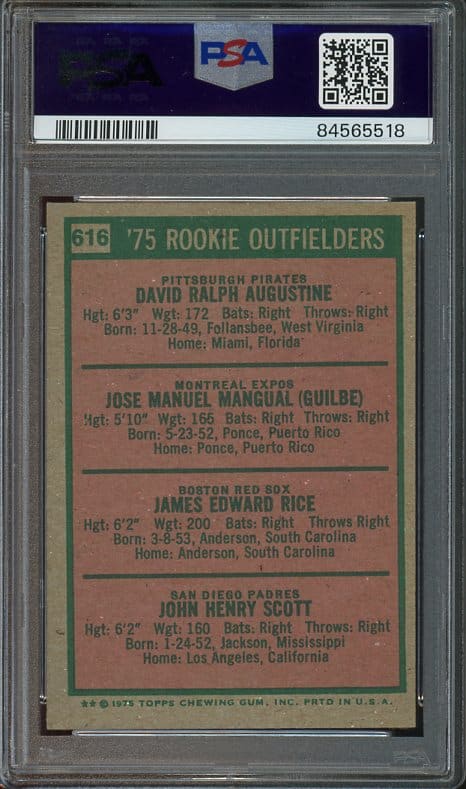 PSA
PSA
84565518
616 '75 ROOKIE OUTFIELDERS
PITTSBURGH PIRATES
DAVID RALPH AUGUSTINE
Hgt: 6'3" Wgt: 172 Bats: Right Throws: Right
Born: 11-28-49, Follansbee, West Virginia
Home: Miami, Florida
MONTREAL EXPOS
JOSE MANUEL MANGUAL (GUILBE)
Hgt: 5'10" Wgt: 165 Bats: Right Throws: Right
Born: 5-23-52, Ponce, Puerto Rico
Home: Ponce, Puerto Rico
BOSTON RED SOX
JAMES EDWARD RICE
Hgt: 6'2" Wgt: 200 Bats: Right Throws Right
Born: 3-8-53, Anderson, South Carolina
Home: Anderson, South Carolina
SAN DIEGO PADRES
JOHN HENRY SCOTT
Hgt: 6'2" Wgt: 160 Bats: Right Throws: Right
Born: 1-24-52, Jackson, Mississippi
Home: Los Angeles, California
★★ © 1975 TOPPS CHEWING GUM, INC. PRTD IN U.S.A.